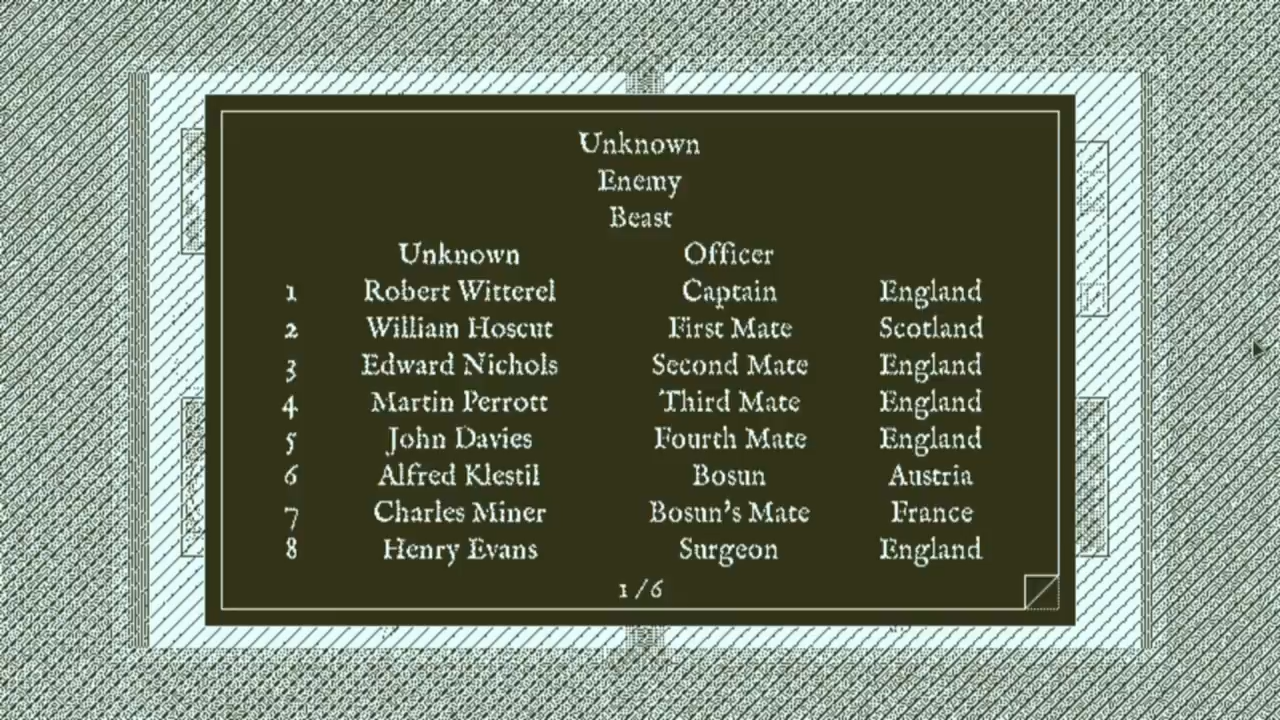 Unknown
Enemy
Beast
Unknown Officer
1 Robert Witterel Captain England
2 William Hoscut First Mate Scotland
3 Edward Nichols Second Mate England
4 Martin Perrott Third Mate England
5 John Davies Fourth Mate England
6 Alfred Klestil Bosun Austria
7 Charles Miner Bosun's Mate France
8 Henry Evans Surgeon England
1/6